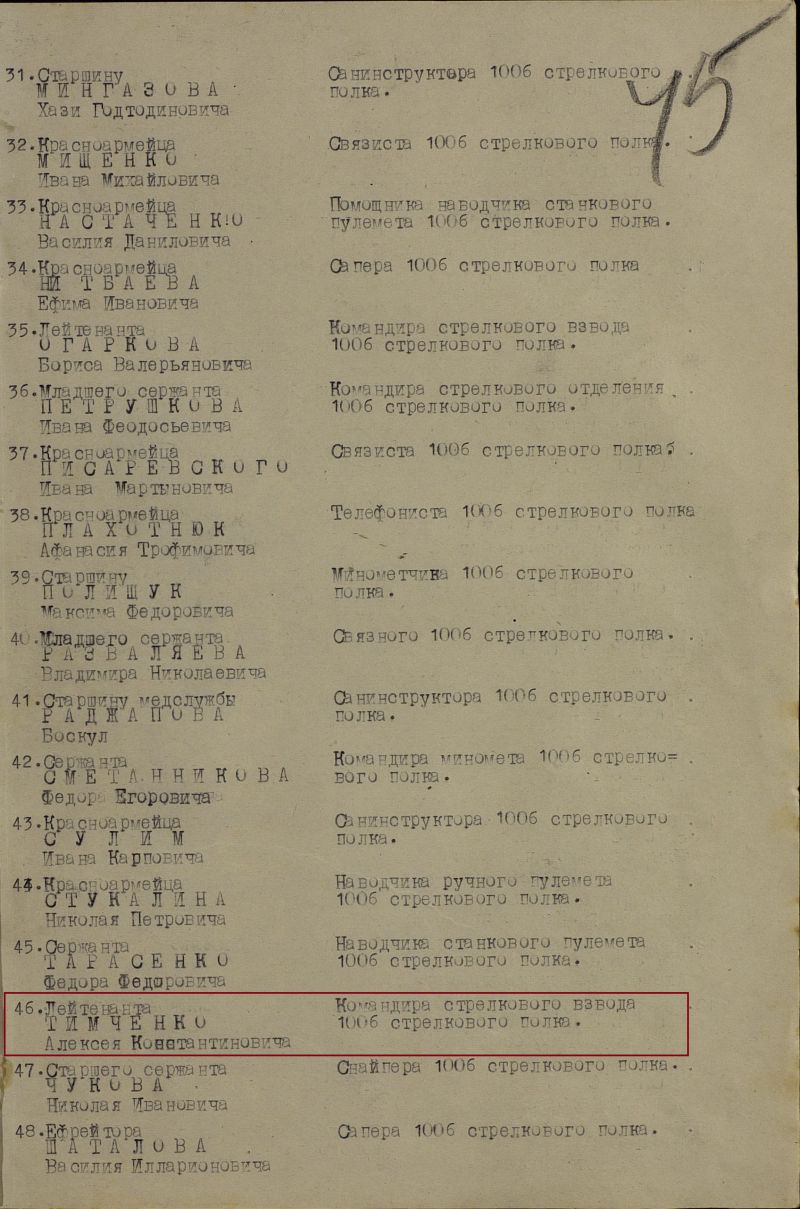 45
31.Старшину
М И Н Г А З О В А
Хази Годтодиновича
Санинструктора 1006 стрелкового
полка.
32.Красноармейца
М И Щ Е Н К О
Ивана Михайловича
Связиста 1006 стрелкового полка.
33.Красноармейца
Н А С Т А Ч Е Н К О
Василия Даниловича
Помощника наводчика станкового
пулемета 1006 стрелкового полка.
34.Красноармейца
Т Б А Е В А
Ефима Ивановича
Сапера 1006 стрелкового полка
35.Лейтенанта
О Г А Р К О В А
Бориса Валерьяновича
Командира стрелкового взвода
1006 стрелкового полка.
36.Младшего сержанта
П Е Т Р У Ш К О В А
Ивана Феодосьевича
Командира стрелкового отделения
1006 стрелкового полка.
37.Красноармейца
П И С А Р Е В С К О Г О
Ивана Мартыновича
Связиста 1006 стрелкового полка
38.Красноармейца
П Л А Х О Т Н Ю К
Афанасия Трофимовича
Телефониста 1006 стрелкового полка
39.Старшину
П О Л И Щ У К
Максима Федоровича
Минометчика 1006 стрелкового
полка.
40.Младшего сержанта
Р А З В А Л Я Е В А
Владимира Николаевича
Связного 1006 стрелкового полка.
41.Старшину медслужбы
Р А Д Ж А П О В А
Боскул
Санинструктора 1006 стрелкового
полка.
42.Сержанта
С М Е Т А Н Н И К О В А
Федора Егоровича
Командира миномета 1006 стрелко=
вого полка.
43.Красноармейца
С У Л И М
Ивана Карповича
Санинструктора 1006 стрелкового
полка.
44.Красноармейца
С Т У К А Л И Н А
Николая Петровича
Наводчика ручного пулемета
1006 стрелкового полка.
45.Сержанта
Т А Р А С Е Н К О
Федора Федоровича
Наводчика станкового пулемета
1006 стрелкового полка.
46.Лейтенанта
Т И М Ч Е Н К О
Алексея Константиновича
Командира стрелкового взвода
1006 стрелкового полка.
47.Старшего сержанта
Ч У К О В А
Николая Ивановича
Снайпера 1006 стрелкового полка.
48.Ефрейтора
Ш А Т А Л О В А
Василия Илларионовича
Сапера 1006 стрелкового полка.